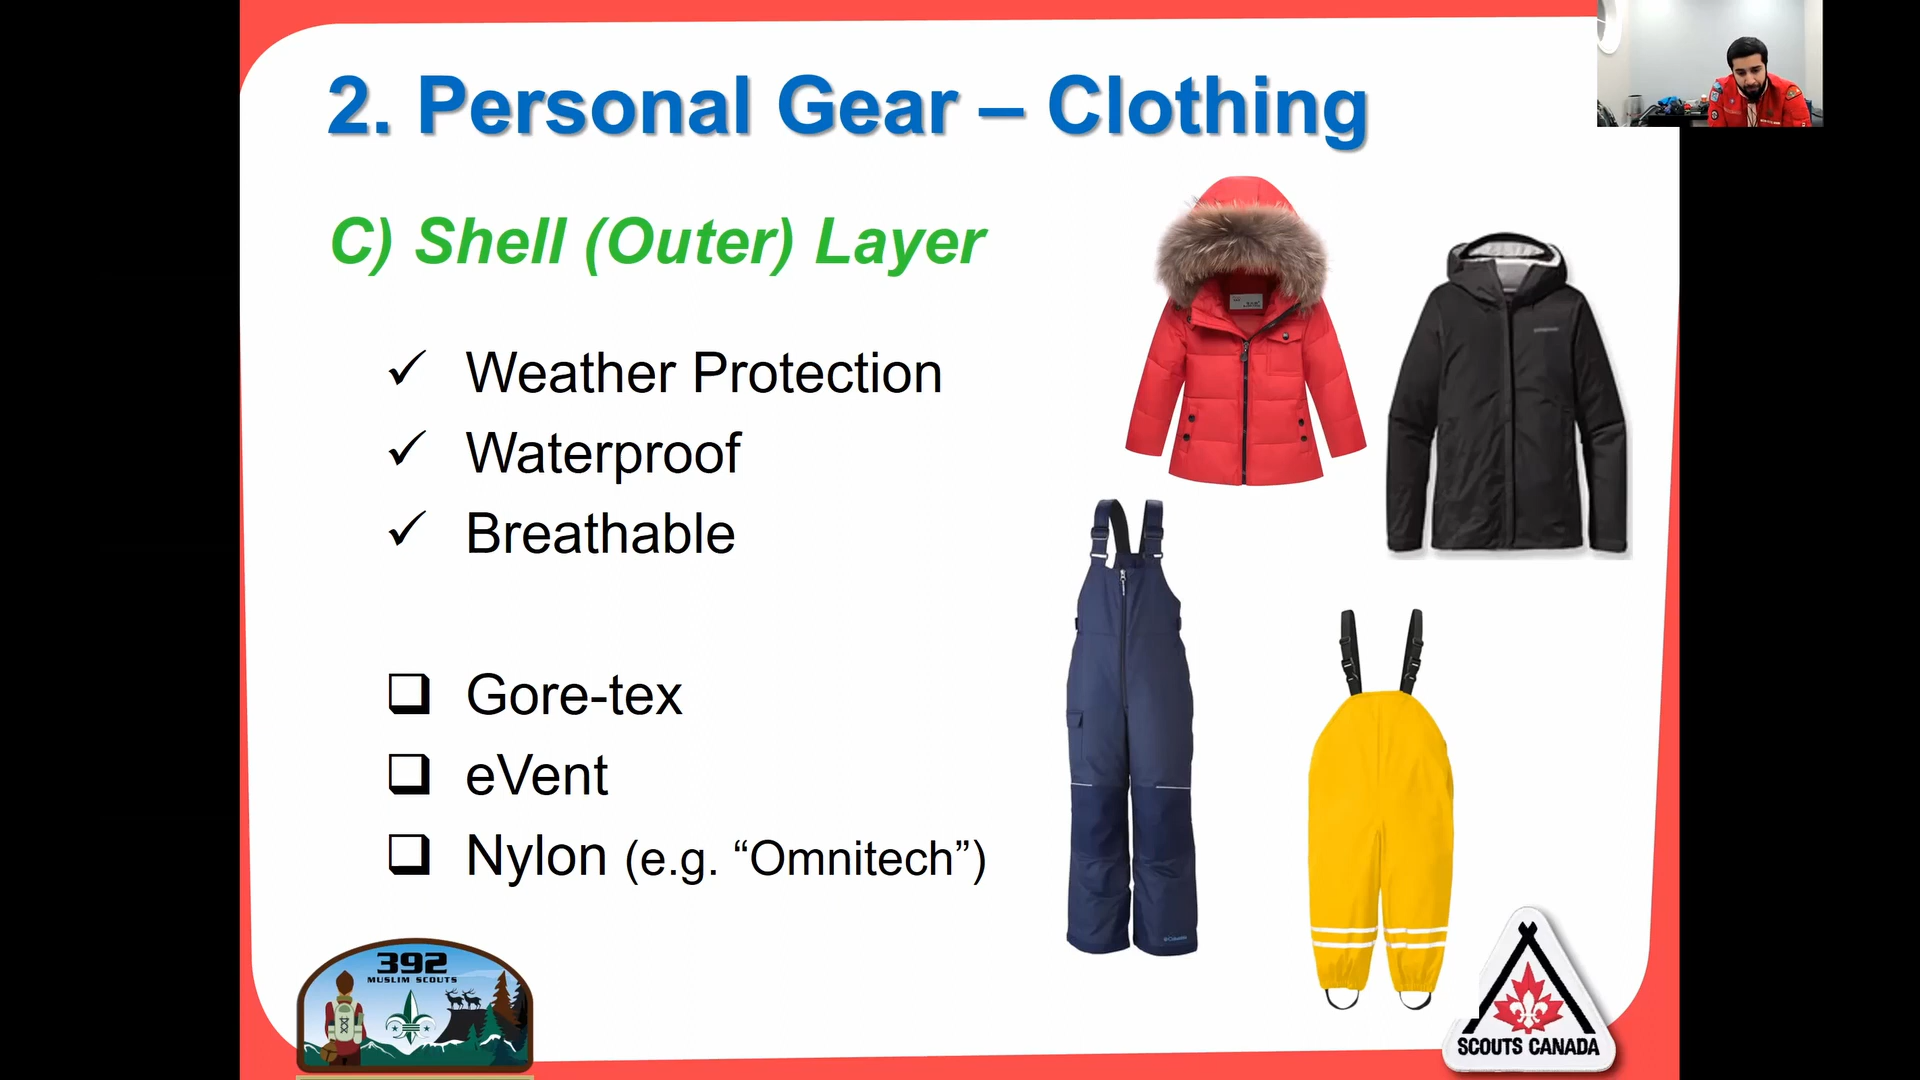 2. Personal Gear – Clothing
C) Shell (Outer) Layer
Weather Protection
Waterproof
Breathable
Gore-tex
eVent
Nylon (e.g. “Omnitech”)
Columbia
392
MUSLIM SCOUTS
SCOUTS CANADA